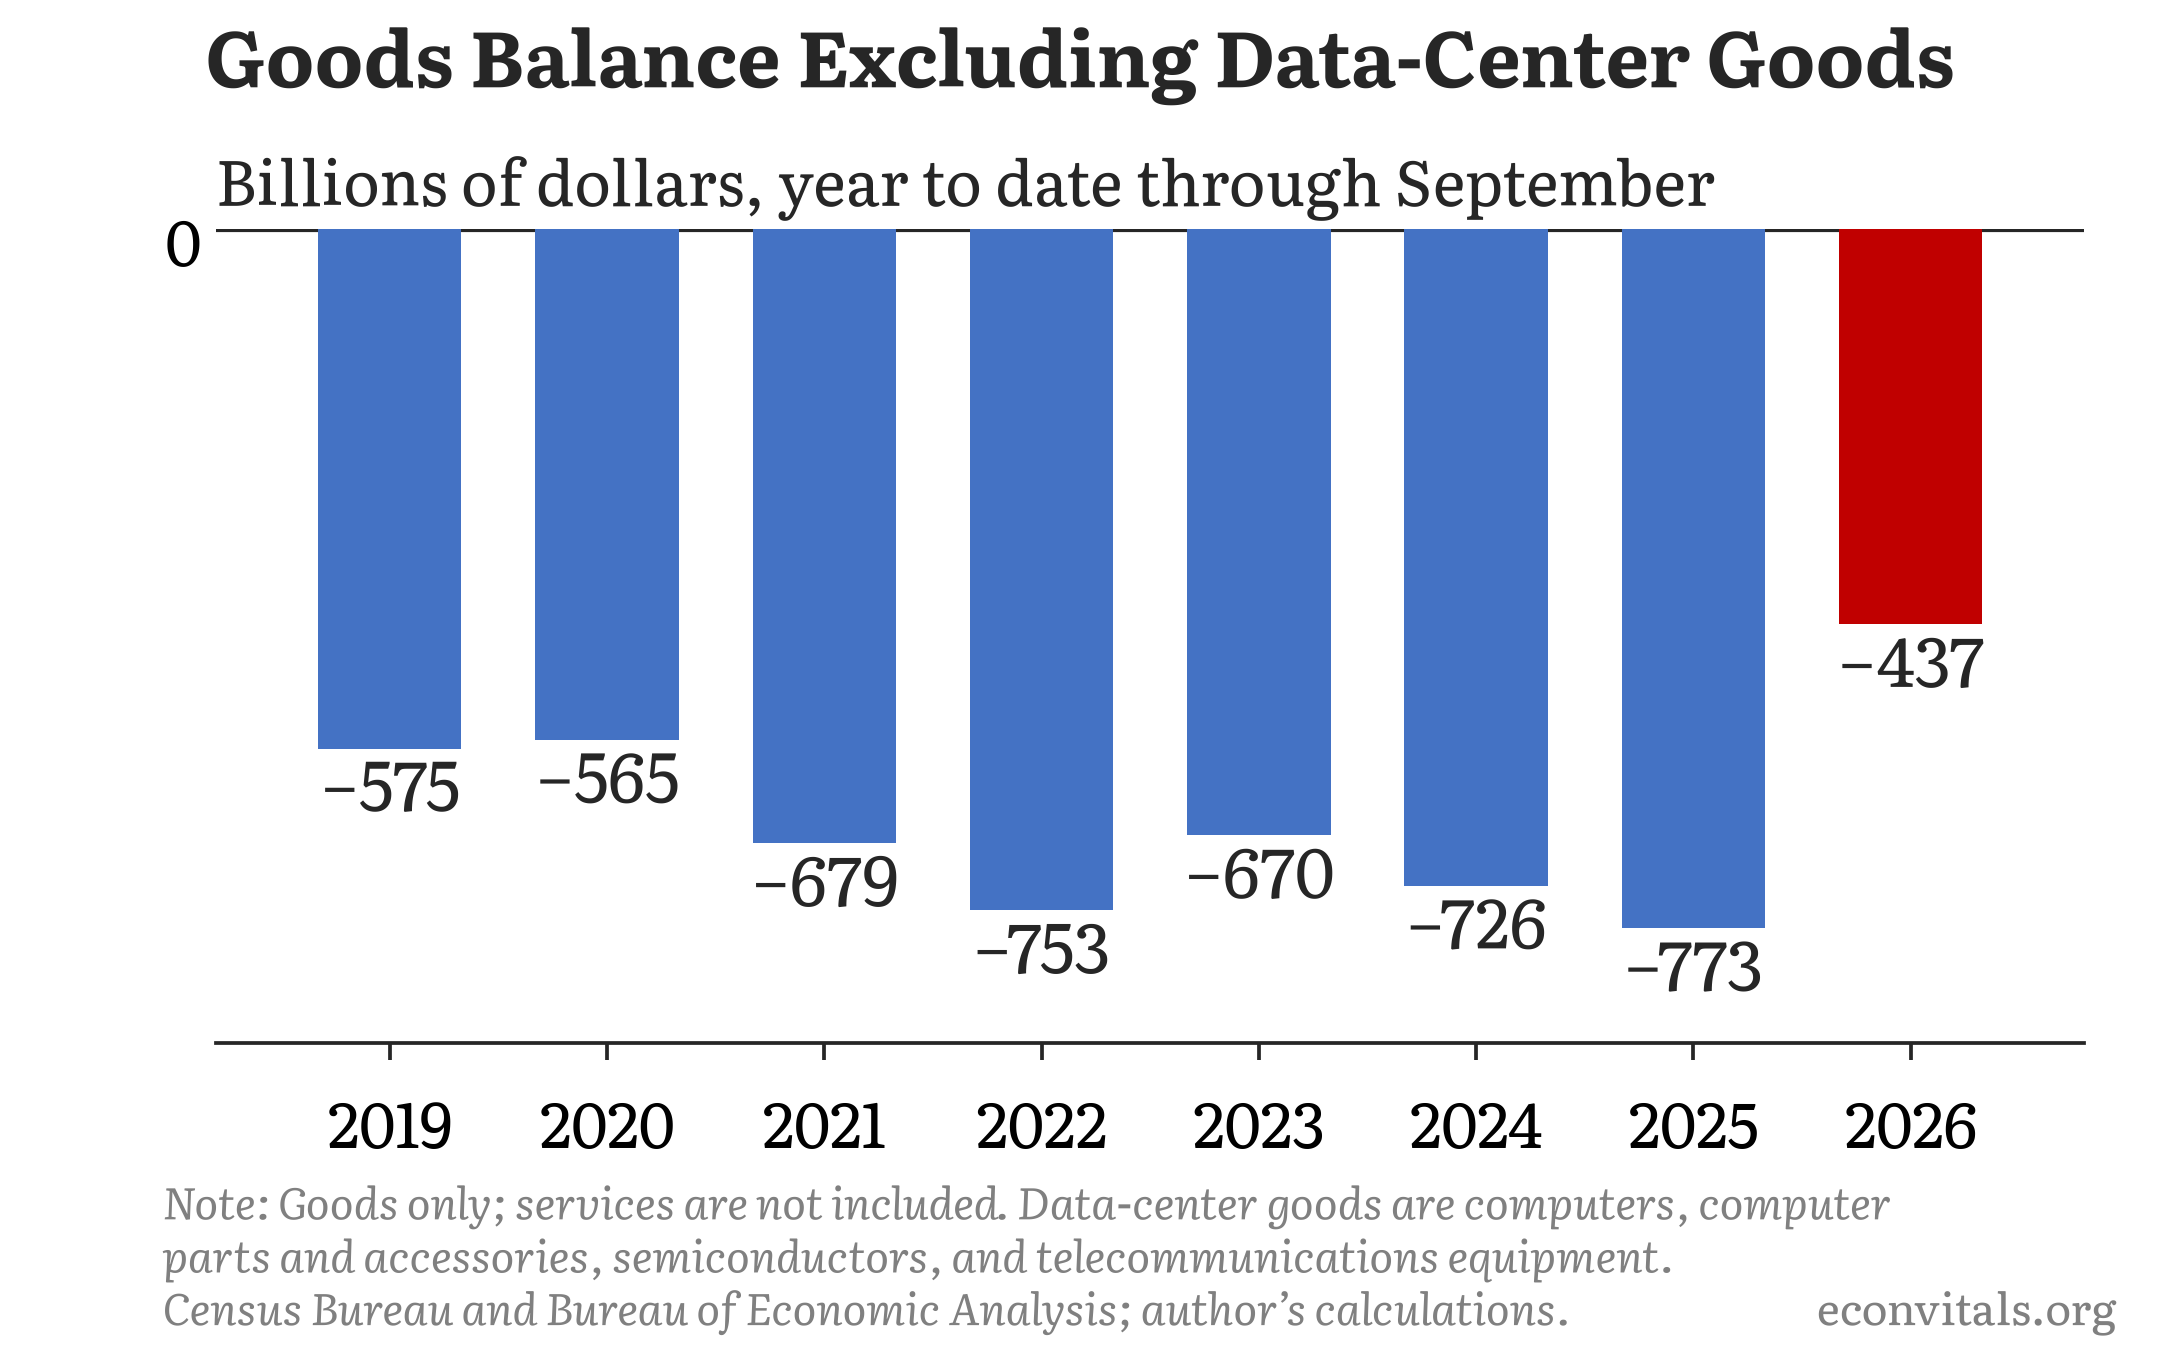 Goods Balance Excluding Data-Center Goods
Billions of dollars, year to date through September
0
−575
−565
−679
−753
−670
−726
−773
−437
2019 2020 2021 2022 2023 2024 2025 2026
Note: Goods only; services are not included. Data-center goods are computers, computer
parts and accessories, semiconductors, and telecommunications equipment.
Census Bureau and Bureau of Economic Analysis; author’s calculations.
econvitals.org